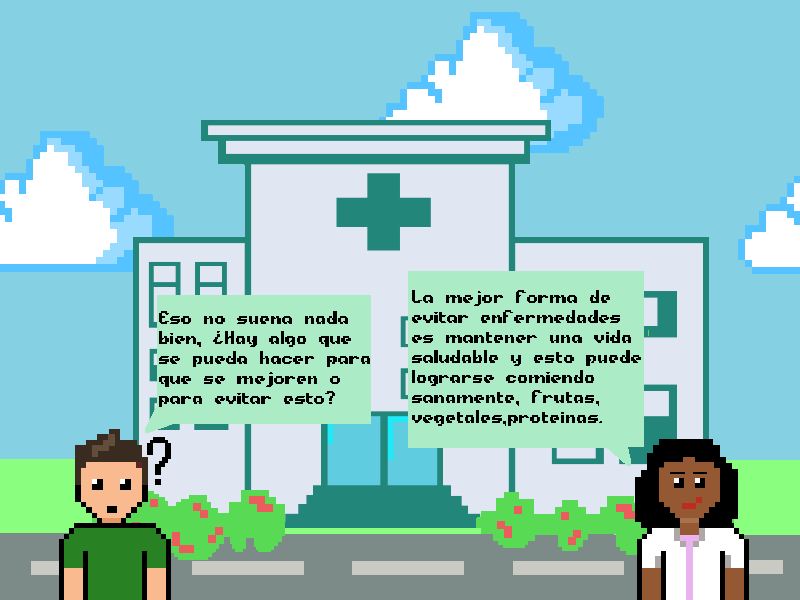 Eso no suena nada
bien, ¿Hay algo que
se pueda hacer para
que se mejoren o
para evitar esto?
?
La mejor forma de
evitar enfermedades
es mantener una vida
saludable y esto puede
lograrse comiendo
sanamente, frutas,
vegetales,proteinas.